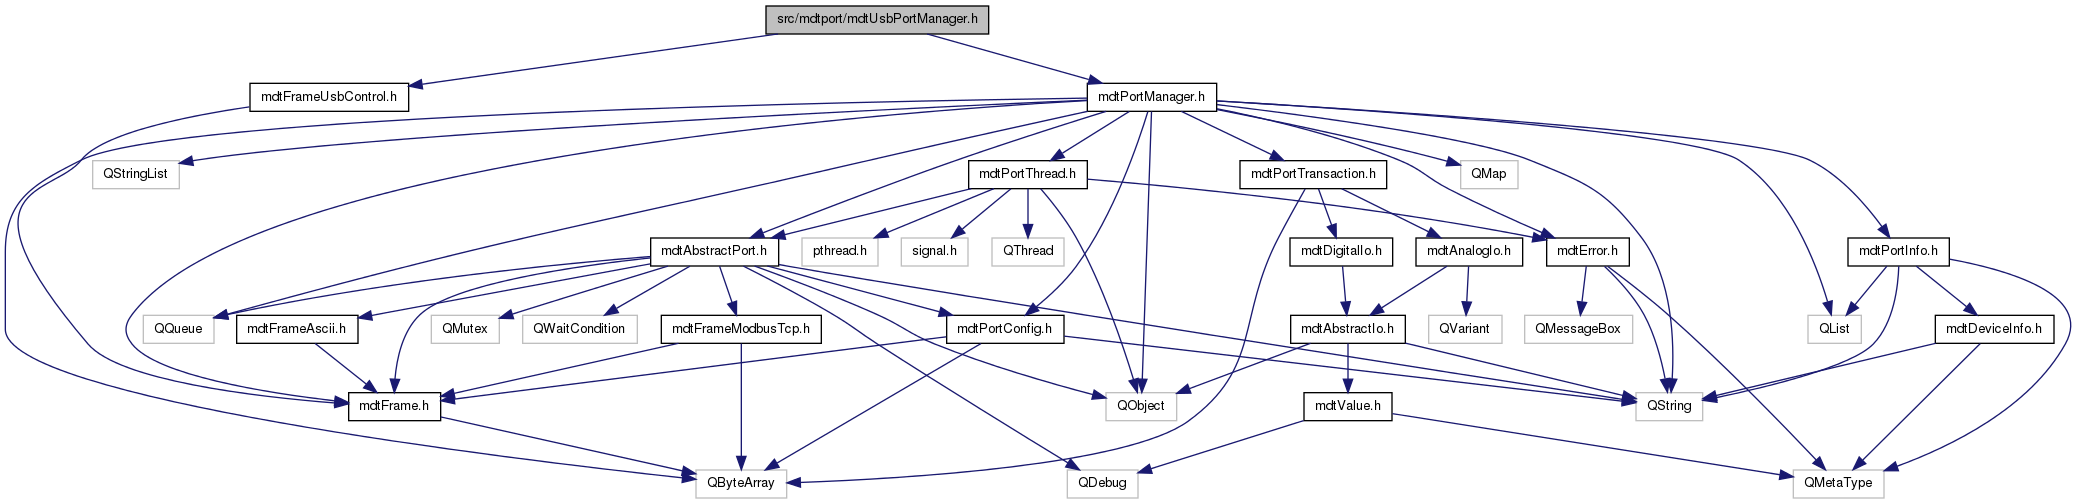 src/mdtport/mdtUsbPortManager.h
mdtFrameUsbControl.h
mdtPortManager.h
QStringList
mdtPortThread.h
mdtPortTransaction.h
QMap
mdtAbstractPort.h
pthread.h
signal.h
QThread
mdtDigitalIo.h
mdtAnalogIo.h
mdtError.h
mdtPortInfo.h
QQueue
mdtFrameAscii.h
QMutex
QWaitCondition
mdtFrameModbusTcp.h
mdtPortConfig.h
mdtAbstractIo.h
QVariant
QMessageBox
QList
mdtDeviceInfo.h
mdtFrame.h
QObject
mdtValue.h
QString
QByteArray
QDebug
QMetaType